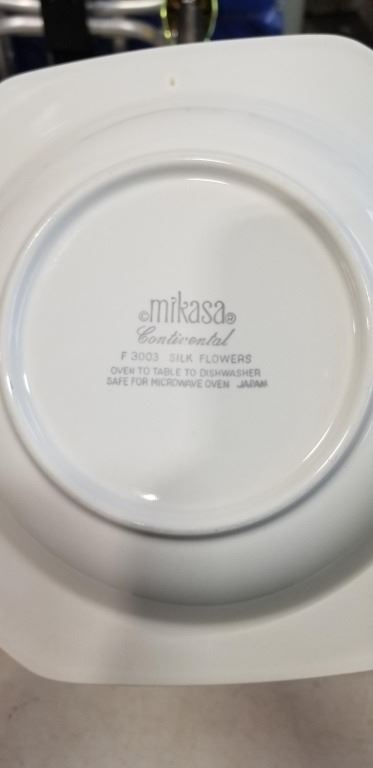 ©mikasa®
Continental
F 3003 SILK FLOWERS
OVEN TO TABLE TO DISHWASHER
SAFE FOR MICROWAVE OVEN JAPAN